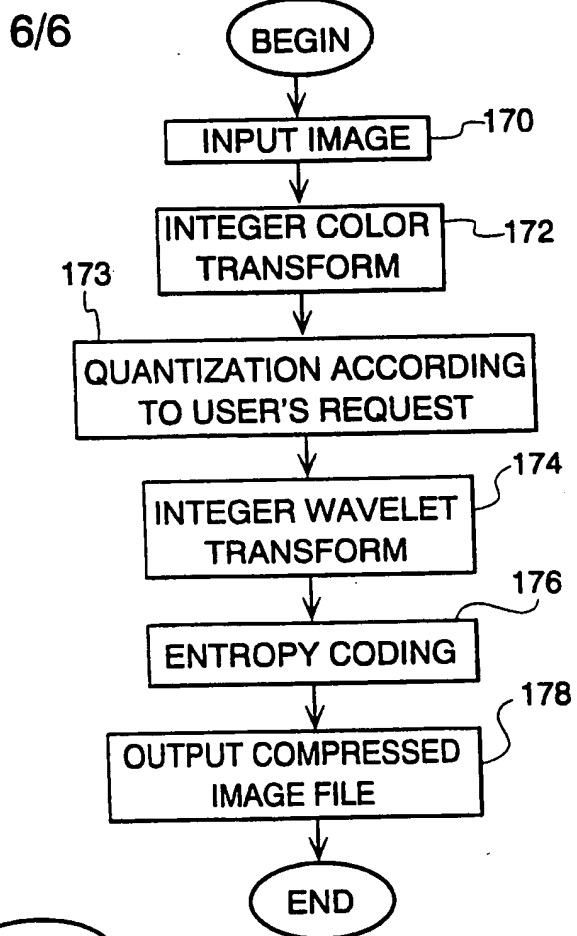 6/6
BEGIN
INPUT IMAGE
170
INTEGER COLOR
TRANSFORM
172
173
QUANTIZATION ACCORDING
TO USER'S REQUEST
INTEGER WAVELET
TRANSFORM
174
176
ENTROPY CODING
178
OUTPUT COMPRESSED
IMAGE FILE
END